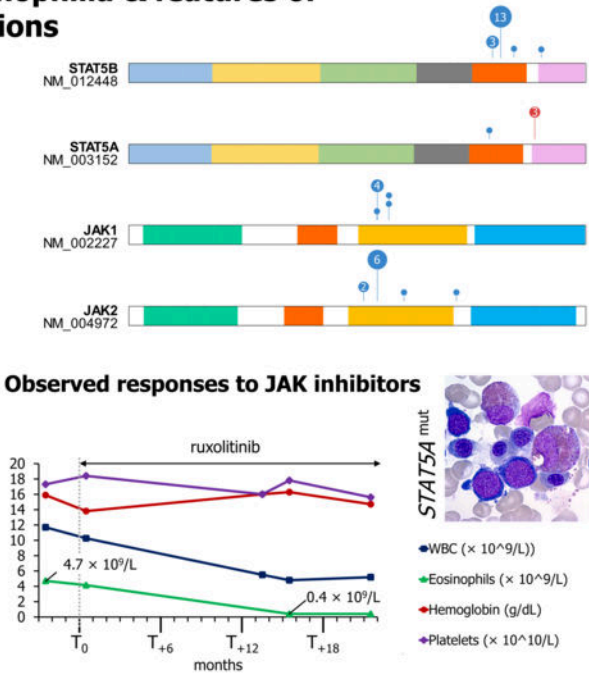 ions
13
3
STAT5B
NM_012448
3
STAT5A
NM_003152
4
JAK1
NM_002227
6
2
JAK2
NM_004972
Observed responses to JAK inhibitors
ruxolitinib
20
18
16
14
12
10
8
6
4
2
0
4.7 × 10⁹/L
0.4 × 10⁹/L
T0
T+6
T+12
T+18
months
STAT5A mut
WBC (× 10^9/L))
Eosinophils (× 10^9/L)
Hemoglobin (g/dL)
Platelets (× 10^10/L)